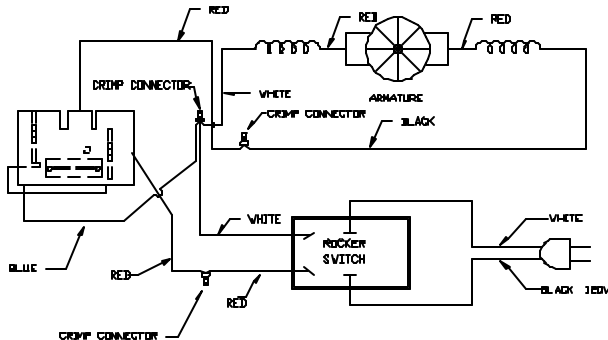 RED
RED
RED
CRIMP CONNECTOR
WHITE
ARMATURE
CRIMP CONNECTOR
BLACK
WHITE
WHITE
ROCKER
SWITCH
BLUE
RED
RED
BLACK 120V
CRIMP CONNECTOR